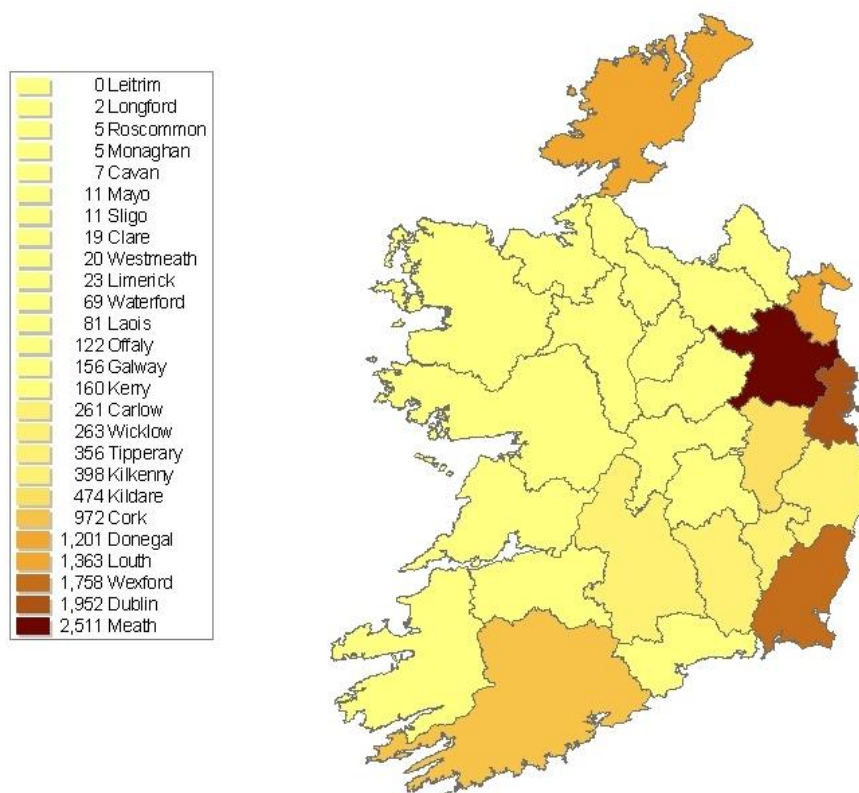 0 Leitrim
2 Longford
5 Roscommon
5 Monaghan
7 Cavan
11 Mayo
11 Sligo
19 Clare
20 Westmeath
23 Limerick
69 Waterford
81 Laois
122 Offaly
156 Galway
160 Kerry
261 Carlow
263 Wicklow
356 Tipperary
398 Kilkenny
474 Kildare
972 Cork
1,201 Donegal
1,363 Louth
1,758 Wexford
1,952 Dublin
2,511 Meath